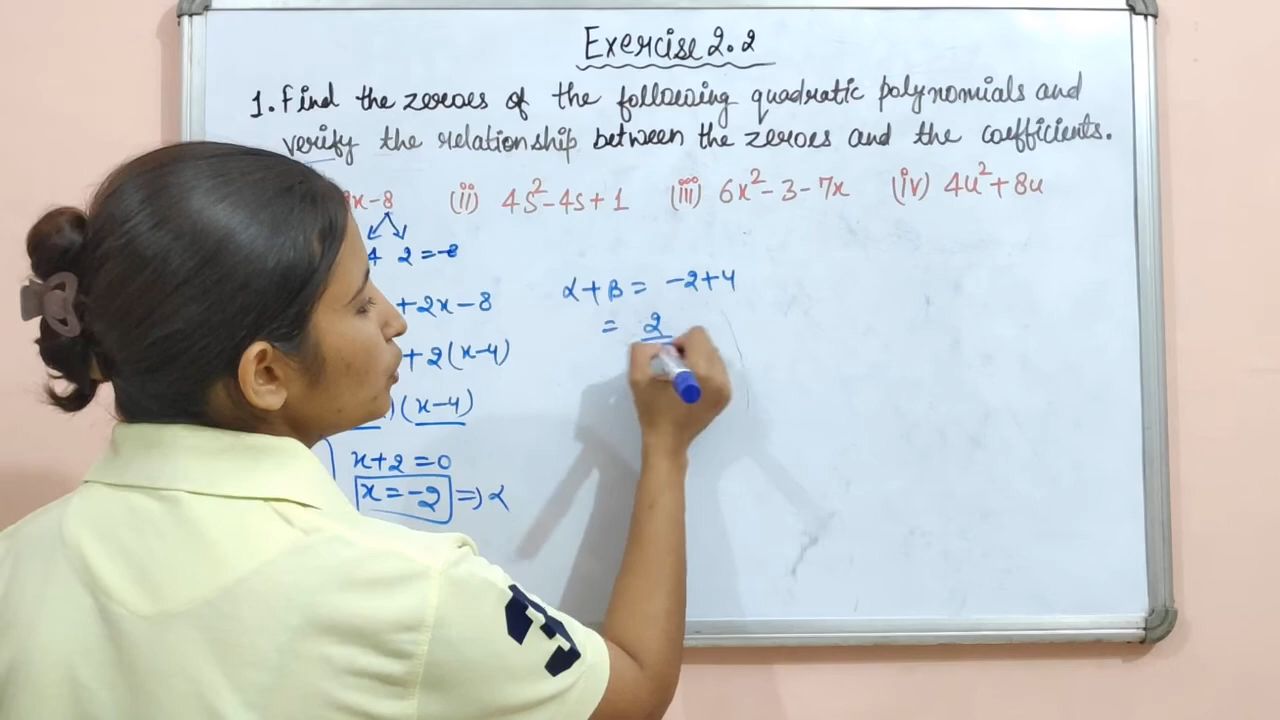 Exercise 2.2
1. Find the zeroes of the following quadratic polynomials and
verify the relationship between the zeroes and the coefficients.
x-8 (ii) 4s²-4s+1 (iii) 6x²-3-7x (iv) 4u²+8u
4 2=-8
+2x-8
+2(x-4)
)(x-4)
x+2=0
x=-2 ⇒ α
α+β = -2+4
= 2
3